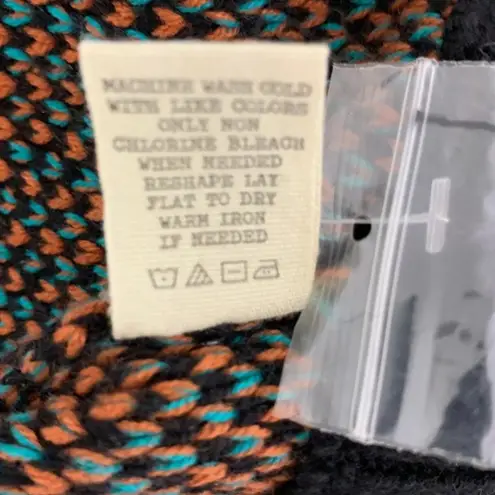 MACHINE WASH COLD
WITH LIKE COLORS
ONLY NON
CHLORINE BLEACH
WHEN NEEDED
RESHAPE LAY
FLAT TO DRY
WARM IRON
IF NEEDED